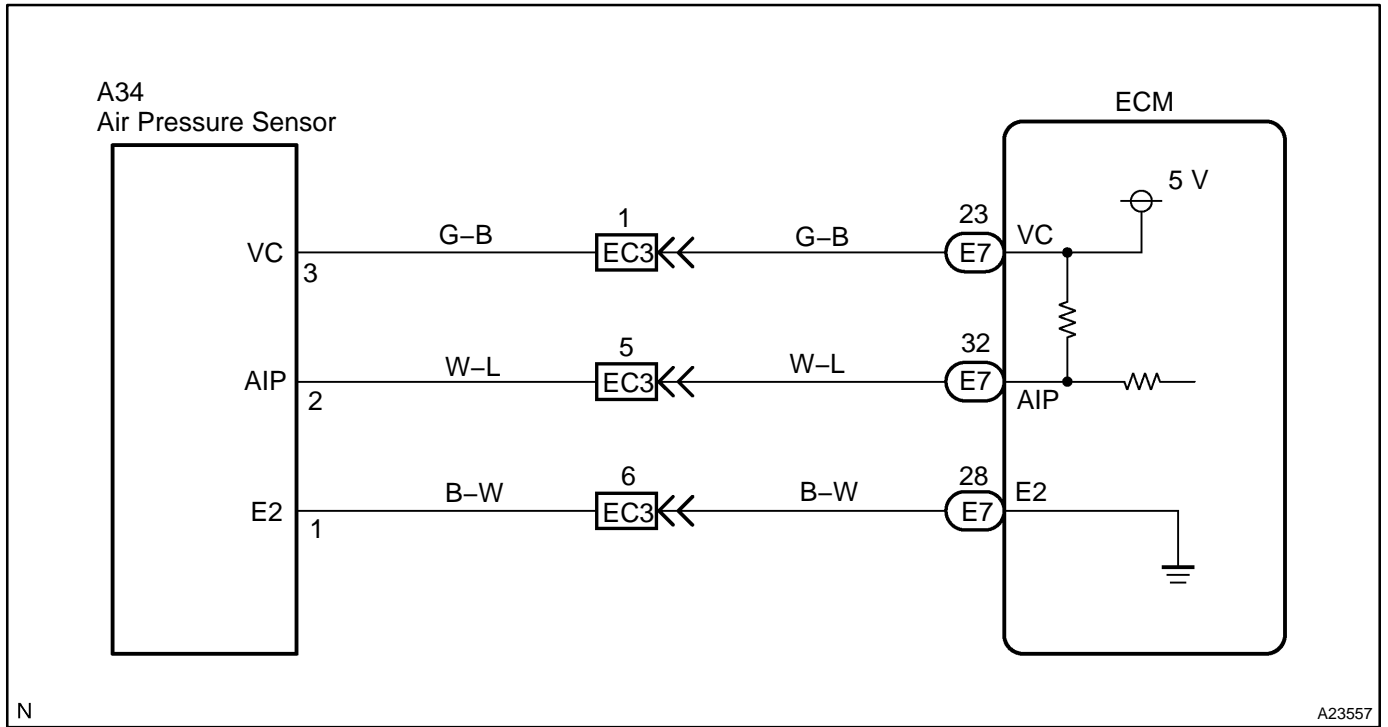 A34
Air Pressure Sensor
ECM
5 V
VC
3
G–B
1
EC3
G–B
23
E7
VC
AIP
2
W–L
5
EC3
W–L
32
E7
AIP
E2
1
B–W
6
EC3
B–W
28
E7
E2
N
A23557